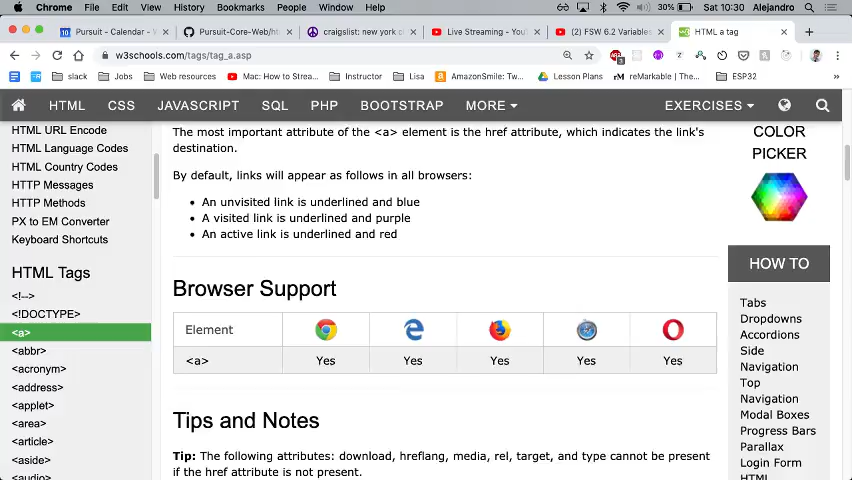 Chrome File Edit View History Bookmarks People Window Help 30% Sat 10:30 Alejandro
Pursuit - Calendar - W
Pursuit-Core-Web/ht
craigslist: new york c
Live Streaming - YouT
(2) FSW 6.2 Variables
HTML a tag
w3schools.com/tags/tag_a.asp
slack Jobs Web resources Mac: How to Strea... Instructor Lisa AmazonSmile: Tw... Lesson Plans reMarkable | The... ESP32
HTML CSS JAVASCRIPT SQL PHP BOOTSTRAP MORE EXERCISES
HTML URL Encode
HTML Language Codes
HTML Country Codes
HTTP Messages
HTTP Methods
PX to EM Converter
Keyboard Shortcuts
HTML Tags
<!-->
<!DOCTYPE>
<a>
<abbr>
<acronym>
<address>
<applet>
<area>
<article>
<aside>
<audio>
The most important attribute of the <a> element is the href attribute, which indicates the link's
destination.
By default, links will appear as follows in all browsers:
• An unvisited link is underlined and blue
• A visited link is underlined and purple
• An active link is underlined and red
Browser Support
Element
<a> Yes Yes Yes Yes Yes
Tips and Notes
Tip: The following attributes: download, hreflang, media, rel, target, and type cannot be present
if the href attribute is not present.
COLOR
PICKER
HOW TO
Tabs
Dropdowns
Accordions
Side
Navigation
Top
Navigation
Modal Boxes
Progress Bars
Parallax
Login Form
HTML